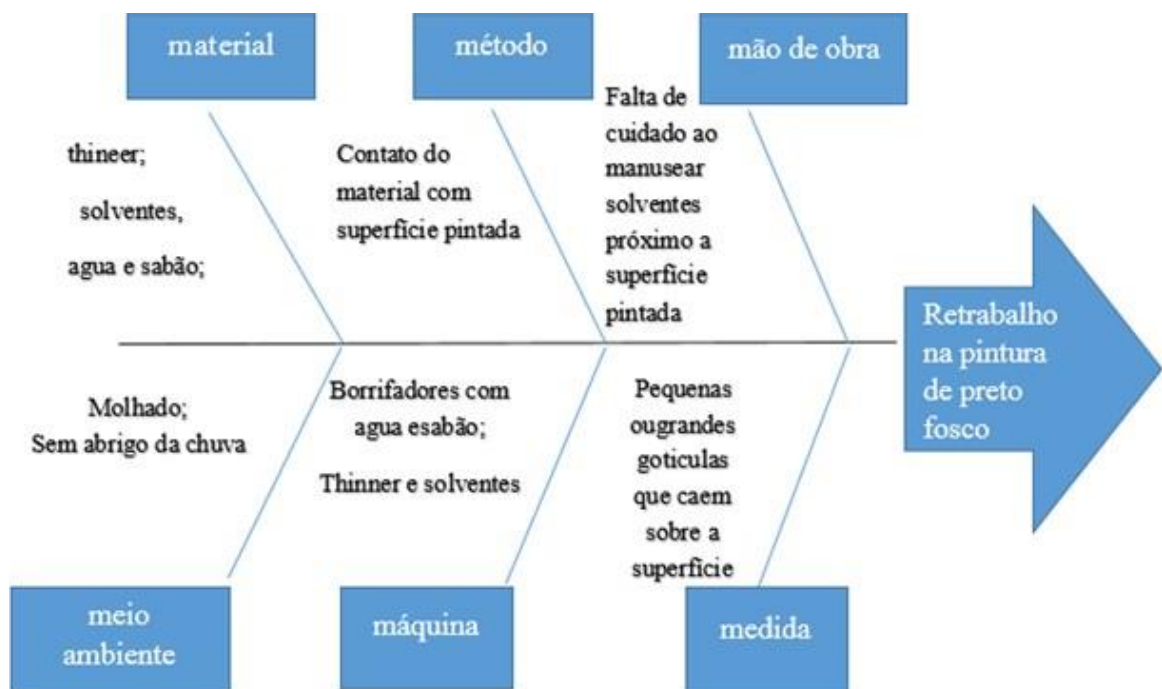 material
método
mão de obra
thineer;
solventes,
agua e sabão;
Contato do
material com
superfície pintada
Falta de
cuidado ao
manusear
solventes
próximo a
superfície
pintada
Retrabalho
na pintura
de preto
fosco
Molhado;
Sem abrigo da chuva
Borrifadores com
agua esabão;
Thinner e solventes
Pequenas
ougrandes
goticulas
que caem
sobre a
superfície
meio
ambiente
máquina
medida